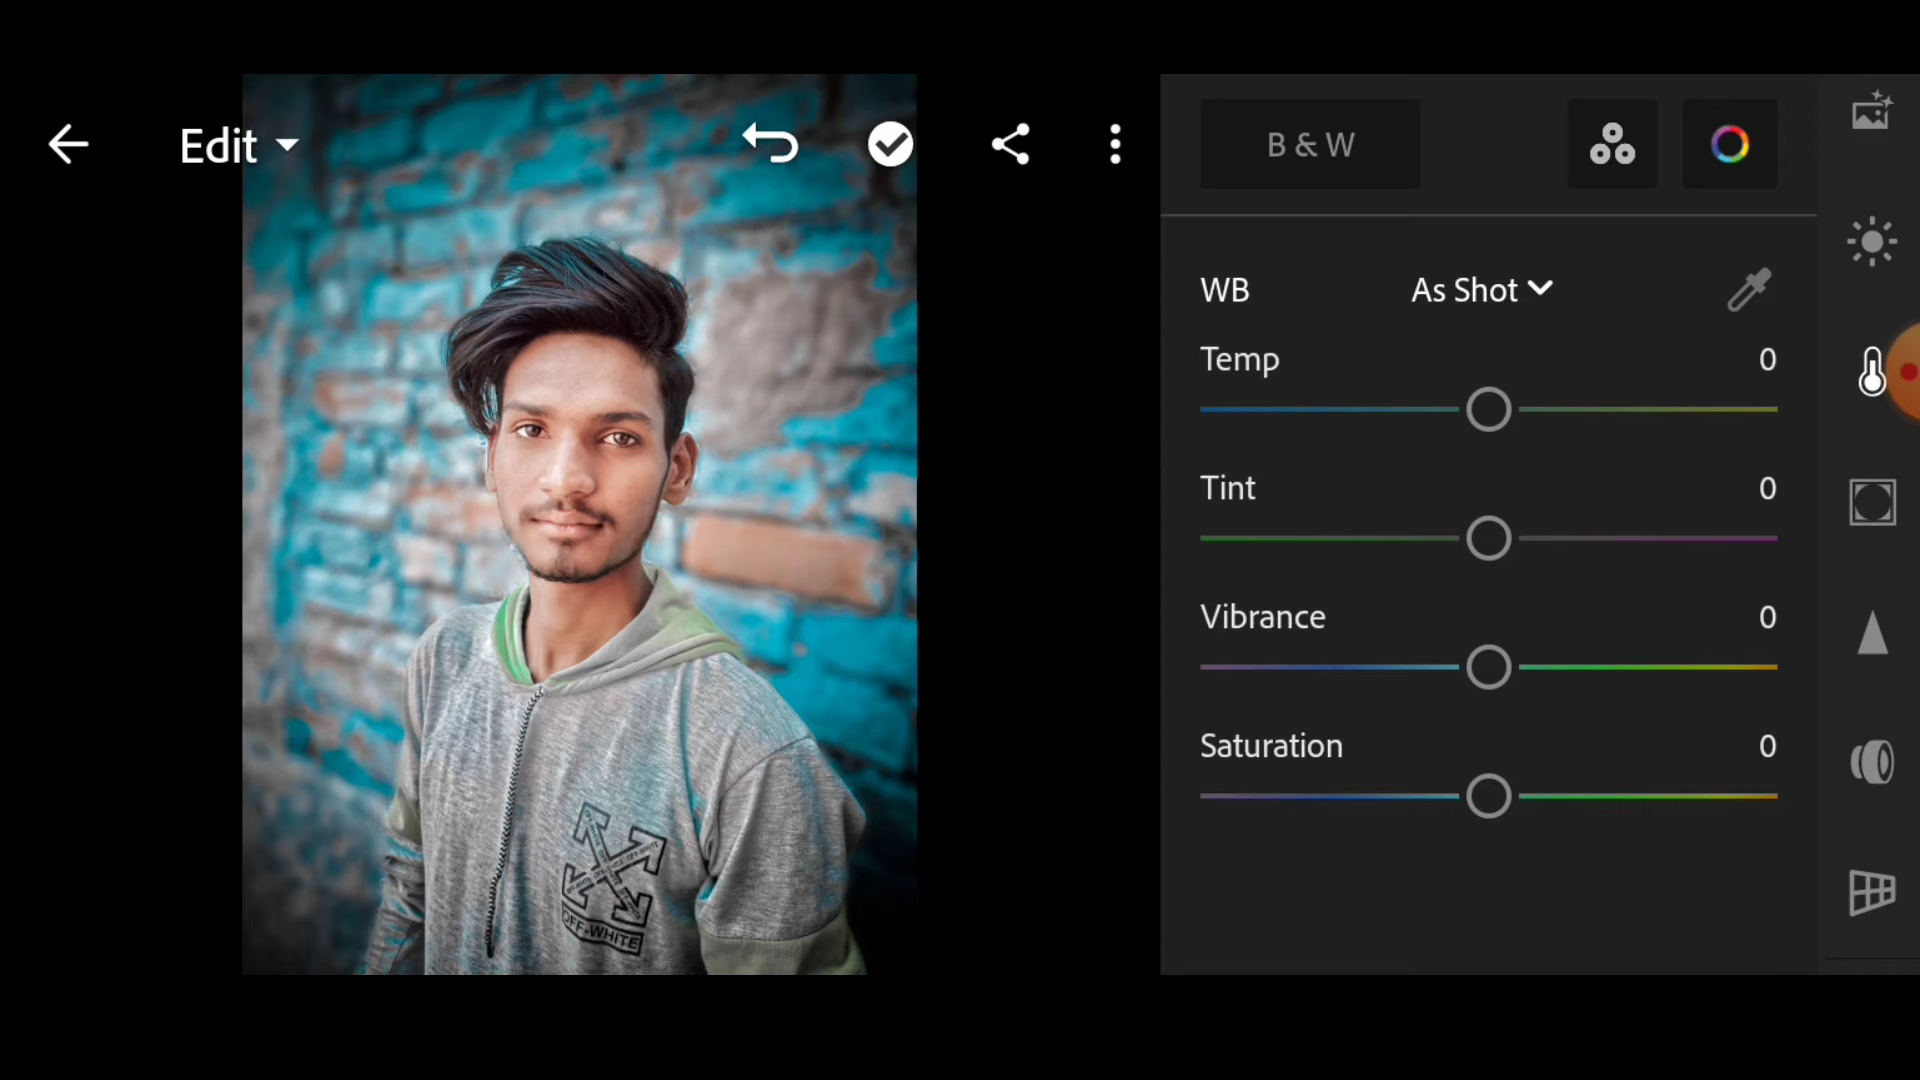 Edit
B & W
WB As Shot
Temp 0
Tint 0
Vibrance 0
Saturation 0
OFF-WHITE